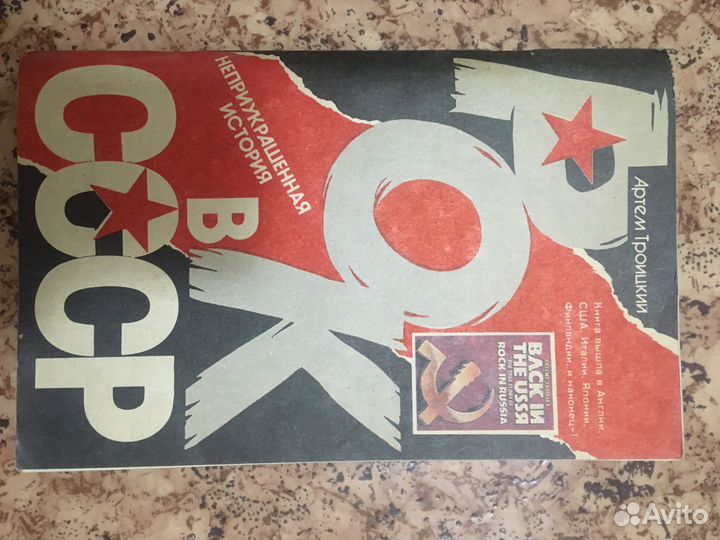 Артем Троицкий
РОК
В
СССР
НЕПРИУКРАШЕННАЯ
ИСТОРИЯ
Книга вышла в Англии,
США, Италии, Японии,
Финляндии, и наконец-!
BACK IN
THE USSR
ROCK IN RUSSIA
Avito